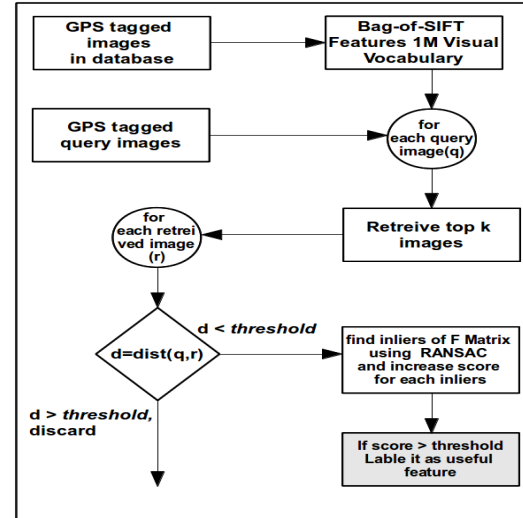 GPS tagged
images
in database
Bag-of-SIFT
Features 1M Visual
Vocabulary
GPS tagged
query images
for
each query
image(q)
Retreive top k
images
for
each retrei
ved image
(r)
d=dist(q,r)
d < threshold
find inliers of F Matrix
using RANSAC
and increase score
for each inliers
d > threshold,
discard
If score > threshold
Lable it as useful
feature